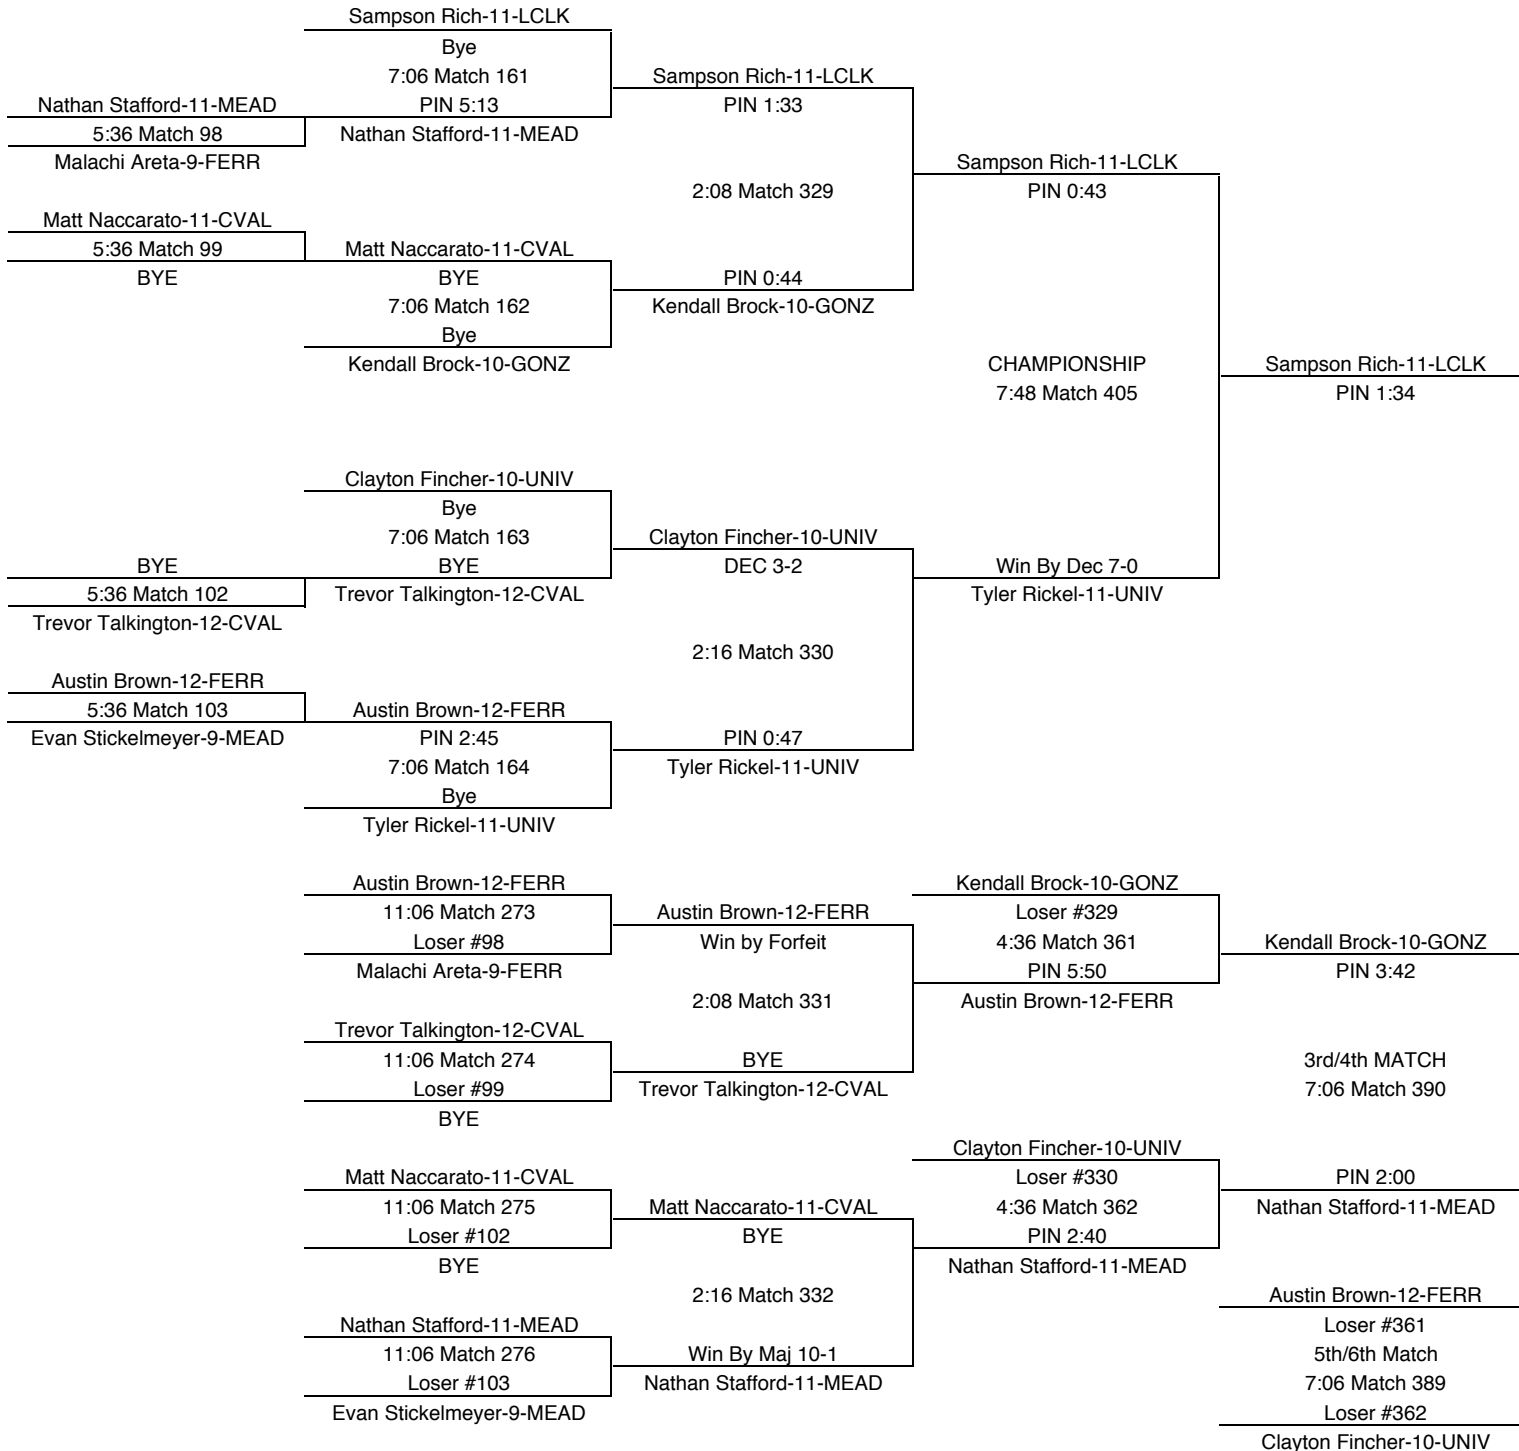 Sampson Rich-11-LCLK
Bye
7:06 Match 161
Sampson Rich-11-LCLK
Nathan Stafford-11-MEAD
PIN 5:13
PIN 1:33
5:36 Match 98
Nathan Stafford-11-MEAD
Malachi Areta-9-FERR
Sampson Rich-11-LCLK
2:08 Match 329
PIN 0:43
Matt Naccarato-11-CVAL
5:36 Match 99
Matt Naccarato-11-CVAL
BYE
BYE
PIN 0:44
7:06 Match 162
Kendall Brock-10-GONZ
Bye
Kendall Brock-10-GONZ
CHAMPIONSHIP
Sampson Rich-11-LCLK
7:48 Match 405
PIN 1:34
Clayton Fincher-10-UNIV
Bye
7:06 Match 163
Clayton Fincher-10-UNIV
BYE
BYE
DEC 3-2
Win By Dec 7-0
5:36 Match 102
Trevor Talkington-12-CVAL
Tyler Rickel-11-UNIV
Trevor Talkington-12-CVAL
2:16 Match 330
Austin Brown-12-FERR
5:36 Match 103
Austin Brown-12-FERR
Evan Stickelmeyer-9-MEAD
PIN 2:45
PIN 0:47
7:06 Match 164
Tyler Rickel-11-UNIV
Bye
Tyler Rickel-11-UNIV
Austin Brown-12-FERR
Kendall Brock-10-GONZ
11:06 Match 273
Austin Brown-12-FERR
Loser #329
Loser #98
Win by Forfeit
4:36 Match 361
Kendall Brock-10-GONZ
Malachi Areta-9-FERR
PIN 5:50
PIN 3:42
2:08 Match 331
Austin Brown-12-FERR
Trevor Talkington-12-CVAL
11:06 Match 274
BYE
3rd/4th MATCH
Loser #99
Trevor Talkington-12-CVAL
7:06 Match 390
BYE
Clayton Fincher-10-UNIV
Matt Naccarato-11-CVAL
Loser #330
PIN 2:00
11:06 Match 275
Matt Naccarato-11-CVAL
4:36 Match 362
Nathan Stafford-11-MEAD
Loser #102
BYE
PIN 2:40
BYE
Nathan Stafford-11-MEAD
2:16 Match 332
Austin Brown-12-FERR
Nathan Stafford-11-MEAD
Loser #361
11:06 Match 276
Win By Maj 10-1
5th/6th Match
Loser #103
Nathan Stafford-11-MEAD
7:06 Match 389
Evan Stickelmeyer-9-MEAD
Loser #362
Clayton Fincher-10-UNIV